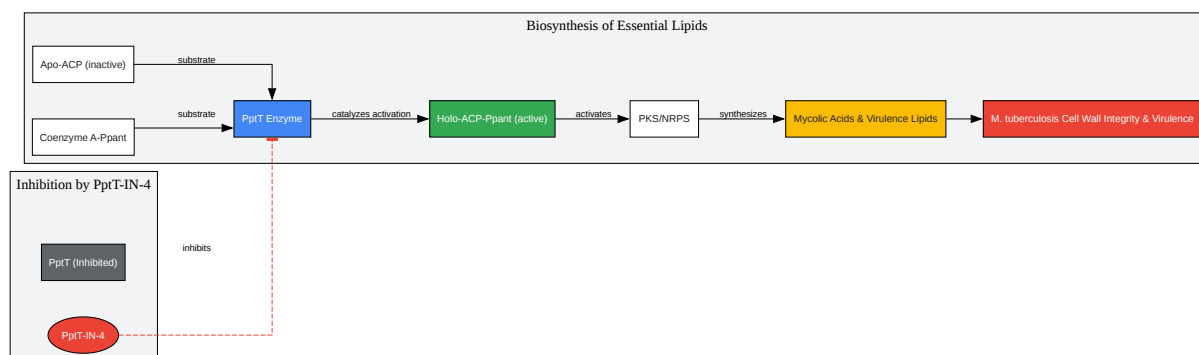 Biosynthesis of Essential Lipids
Apo-ACP (inactive)
substrate
Coenzyme A-Ppant
substrate
PptT Enzyme
catalyzes activation
Holo-ACP-Ppant (active)
activates
PKS/NRPS
synthesizes
Mycolic Acids & Virulence Lipids
M. tuberculosis Cell Wall Integrity & Virulence
Inhibition by PptT-IN-4
PptT (Inhibited)
inhibits
PptT-IN-4